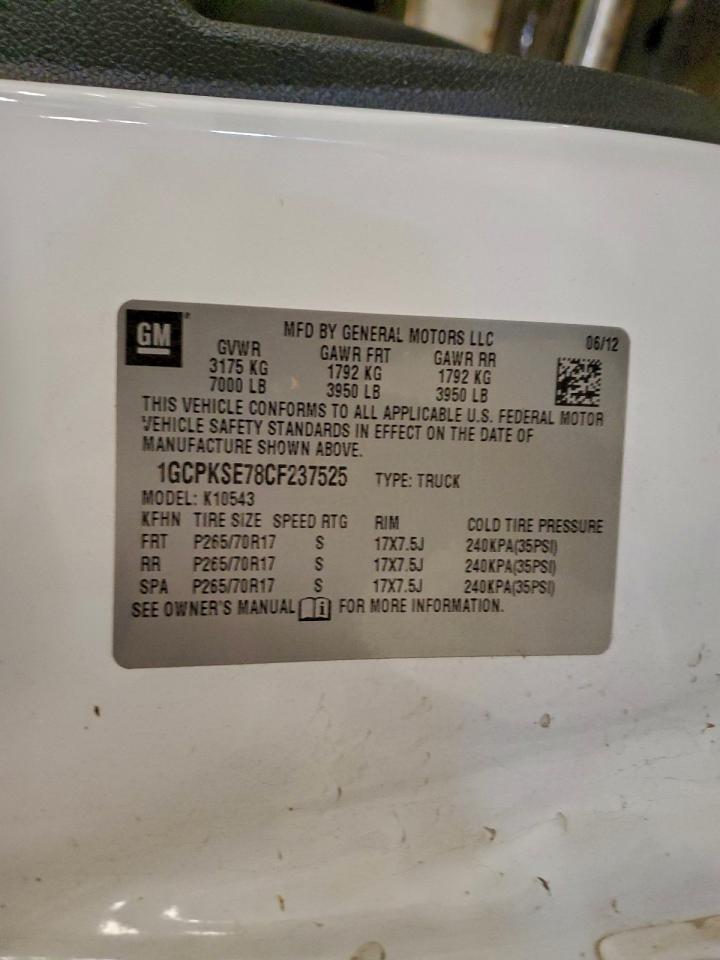 GM
MFD BY GENERAL MOTORS LLC 06/12
GVWR GAWR FRT GAWR RR
3175 KG 1792 KG 1792 KG
7000 LB 3950 LB 3950 LB
THIS VEHICLE CONFORMS TO ALL APPLICABLE U.S. FEDERAL MOTOR
VEHICLE SAFETY STANDARDS IN EFFECT ON THE DATE OF
MANUFACTURE SHOWN ABOVE.
1GCPKSE78CF237525 TYPE: TRUCK
MODEL: K10543
KFHN TIRE SIZE SPEED RTG RIM COLD TIRE PRESSURE
FRT P265/70R17 S 17X7.5J 240KPA(35PSI)
RR P265/70R17 S 17X7.5J 240KPA(35PSI)
SPA P265/70R17 S 17X7.5J 240KPA(35PSI)
SEE OWNER'S MANUAL FOR MORE INFORMATION.